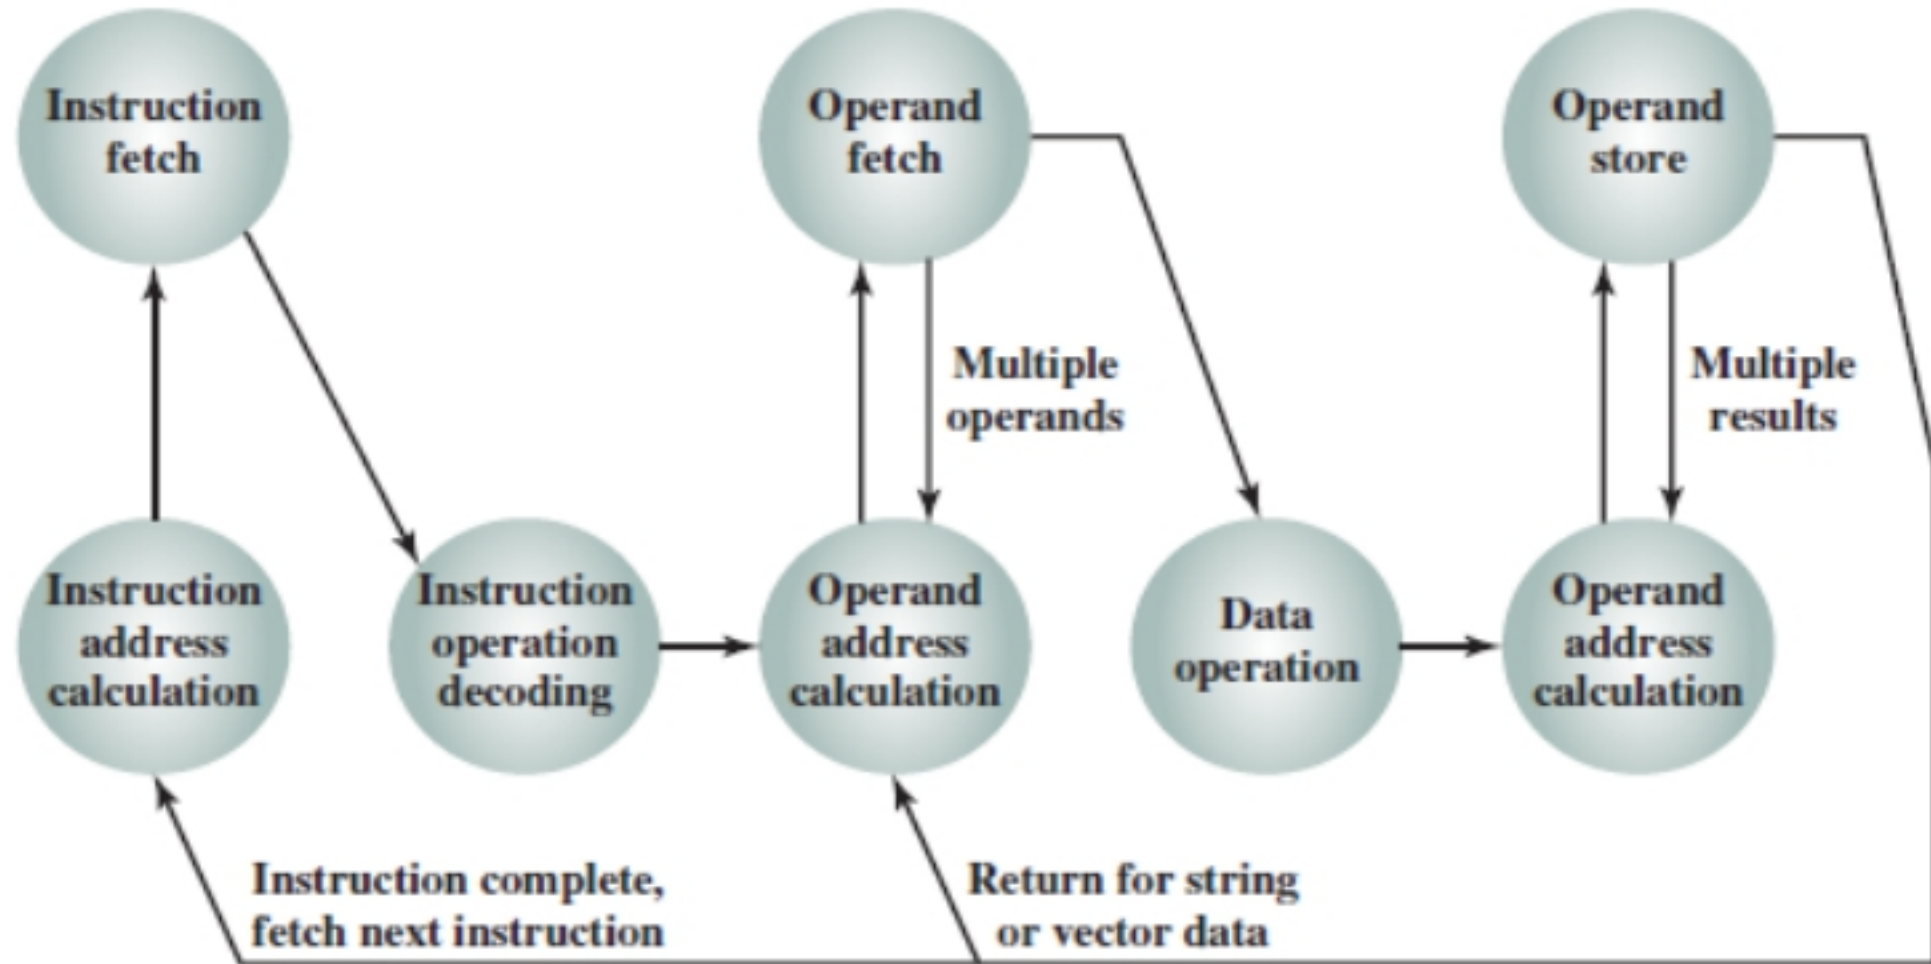 Instruction
fetch
Operand
fetch
Operand
store
Multiple
operands
Multiple
results
Instruction
address
calculation
Instruction
operation
decoding
Operand
address
calculation
Data
operation
Operand
address
calculation
Instruction complete,
fetch next instruction
Return for string
or vector data